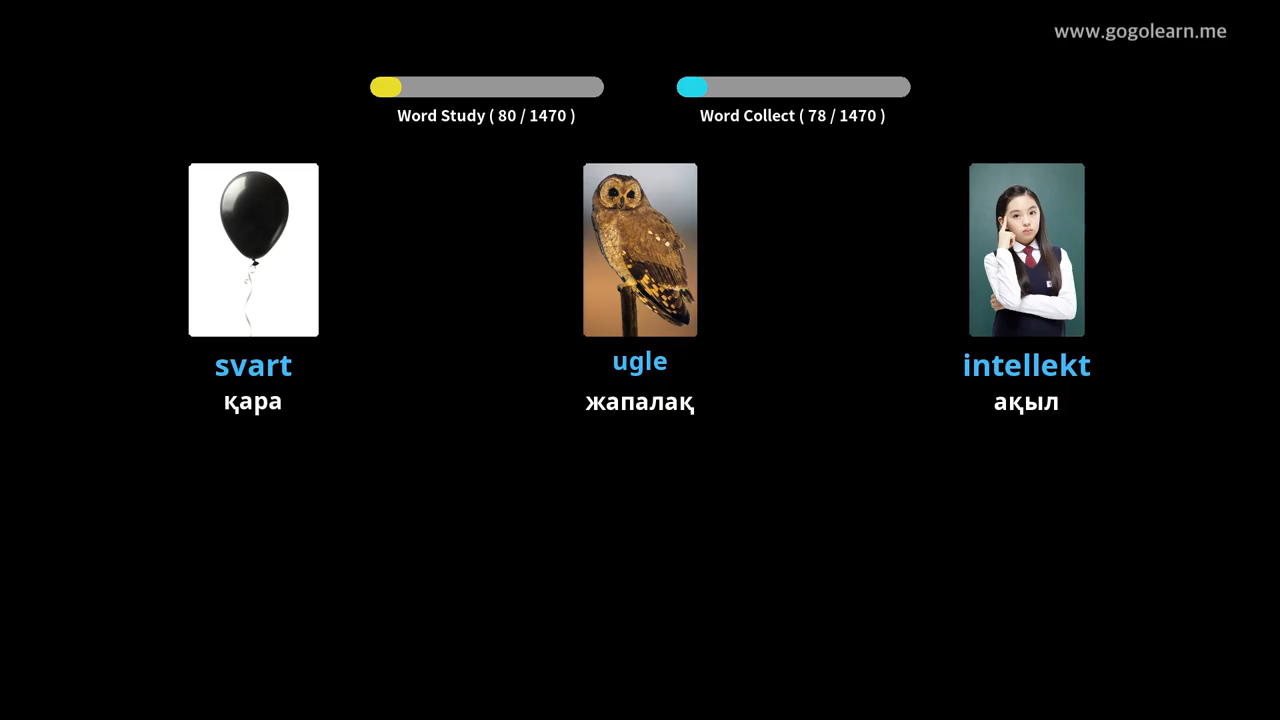 www.gogolearn.me
Word Study ( 80 / 1470 )
Word Collect ( 78 / 1470 )
svart
ugle
intellekt
қара
жапалақ
ақыл